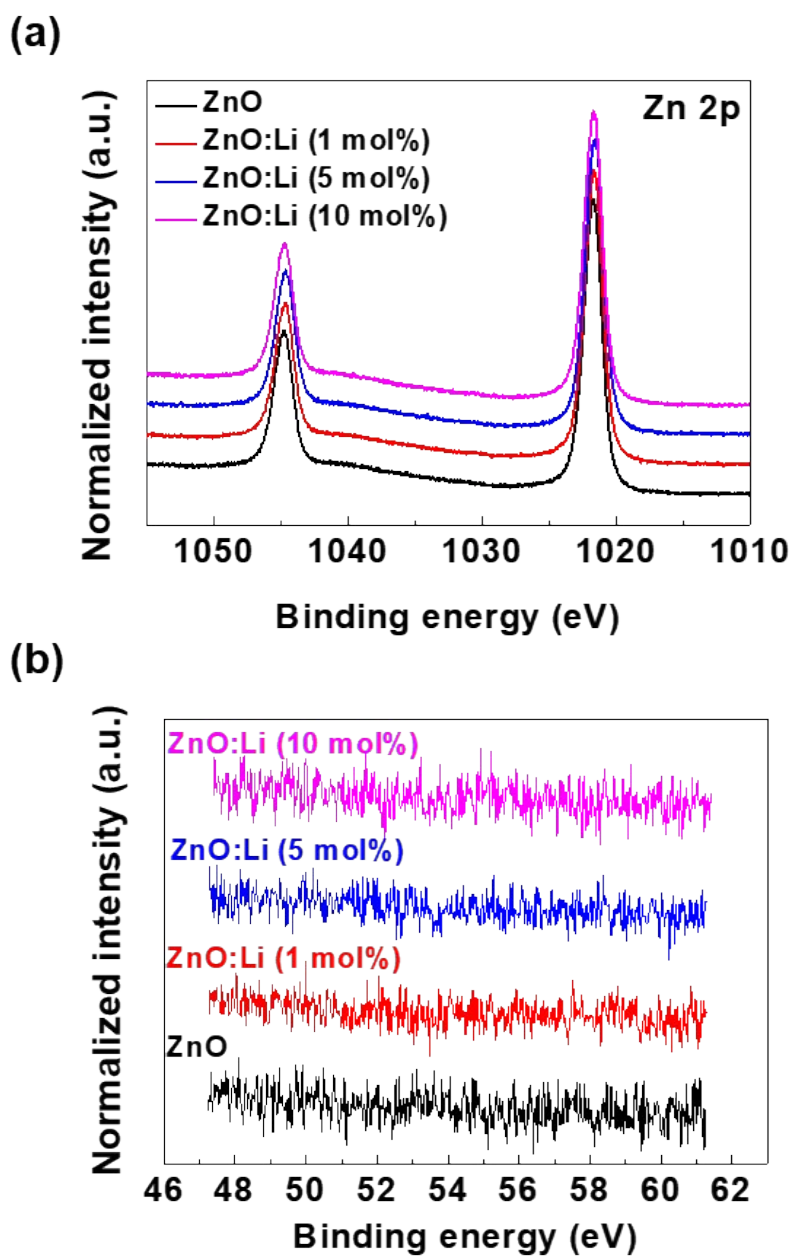 (a)
Normalized intensity (a.u.)
ZnO
ZnO:Li (1 mol%)
ZnO:Li (5 mol%)
ZnO:Li (10 mol%)
Zn 2p
1050 1040 1030 1020 1010
Binding energy (eV)
(b)
Normalized intensity (a.u.)
ZnO:Li (10 mol%)
ZnO:Li (5 mol%)
ZnO:Li (1 mol%)
ZnO
46 48 50 52 54 56 58 60 62
Binding energy (eV)